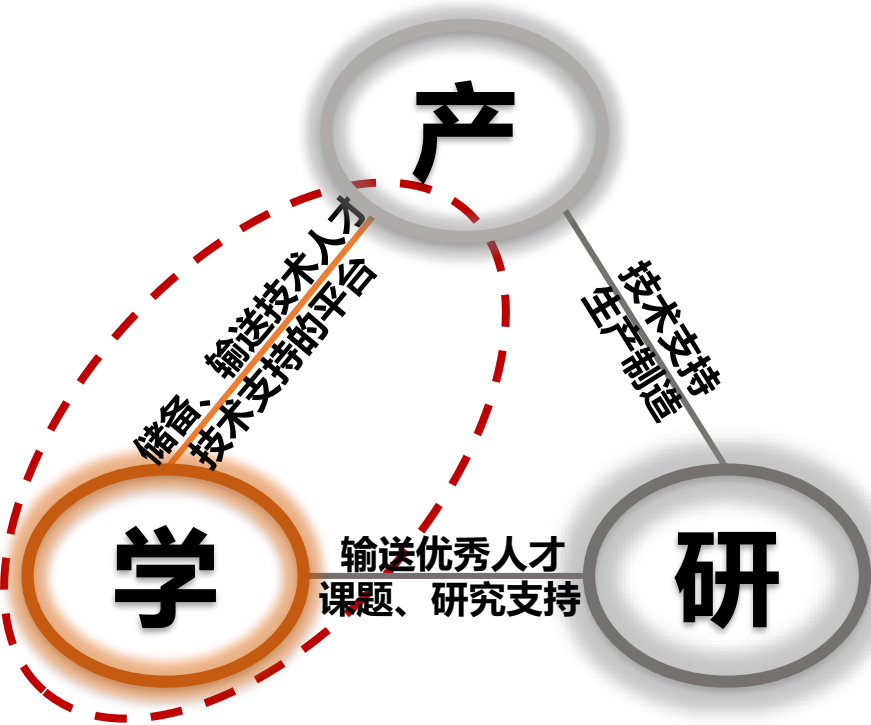 产
储备、输送技术人才
技术支持的平台
技术支持
生产制造
学
输送优秀人才
课题、研究支持
研